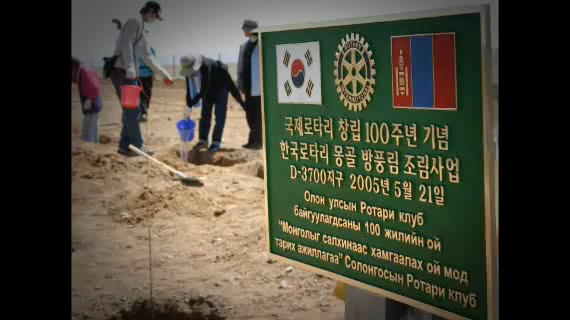 국제로타리 창립 100주년 기념
한국로타리 몽골 방풍림 조림사업
D-3700지구 2005년 5월 21일
Олон улсын Ротари клуб
байгуулагдсаны 100 жилийн ой
"Монголыг салхинаас хамгаалах ой мод
тарих ажиллагаа" Солонгосын Ротари клуб